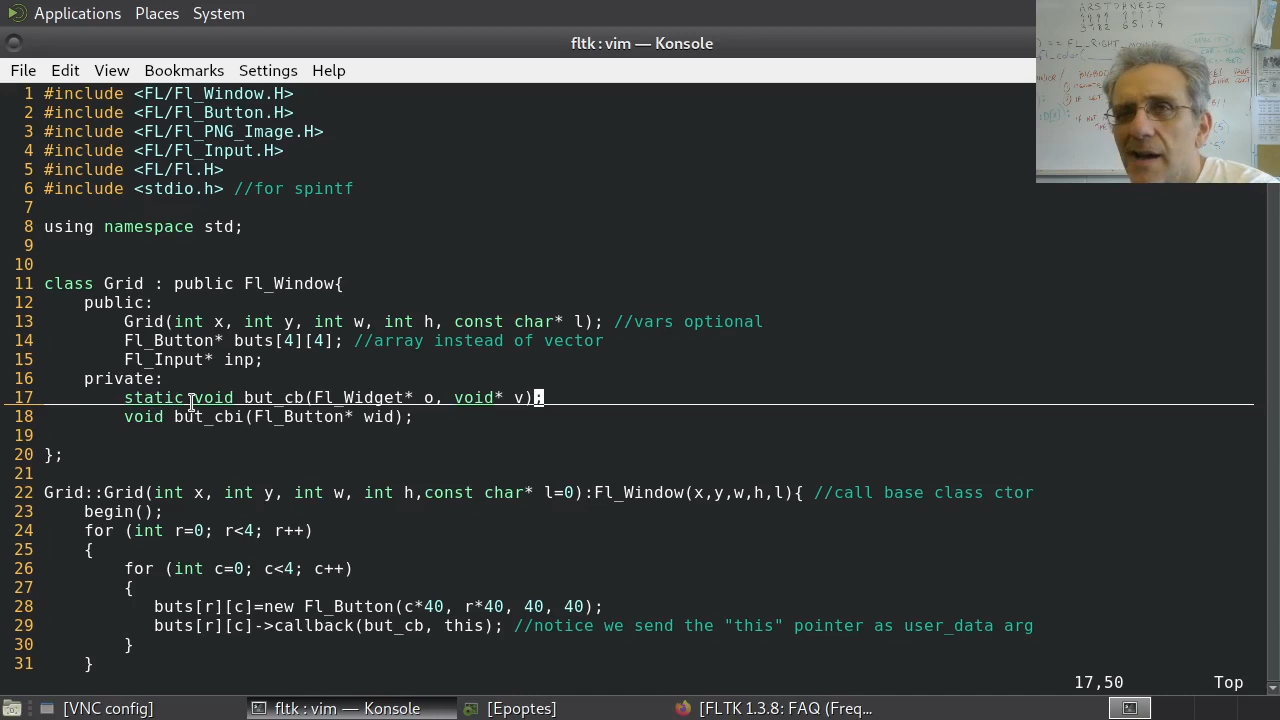 Applications Places System
fltk : vim — Konsole
File Edit View Bookmarks Settings Help
1 #include <FL/Fl_Window.H>
2 #include <FL/Fl_Button.H>
3 #include <FL/Fl_PNG_Image.H>
4 #include <FL/Fl_Input.H>
5 #include <FL/Fl.H>
6 #include <stdio.h> //for spintf
7
8 using namespace std;
9
10
11 class Grid : public Fl_Window{
12 public:
13 Grid(int x, int y, int w, int h, const char* l); //vars optional
14 Fl_Button* buts[4][4]; //array instead of vector
15 Fl_Input* inp;
16 private:
17 static void but_cb(Fl_Widget* o, void* v);
18 void but_cbi(Fl_Button* wid);
19
20 };
21
22 Grid::Grid(int x, int y, int w, int h,const char* l=0):Fl_Window(x,y,w,h,l){ //call base class ctor
23 begin();
24 for (int r=0; r<4; r++)
25 {
26 for (int c=0; c<4; c++)
27 {
28 buts[r][c]=new Fl_Button(c*40, r*40, 40, 40);
29 buts[r][c]->callback(but_cb, this); //notice we send the "this" pointer as user_data arg
30 }
31 }
17,50 Top
[VNC config] fltk : vim — Konsole [Epoptes] [FLTK 1.3.8: FAQ (Freq...